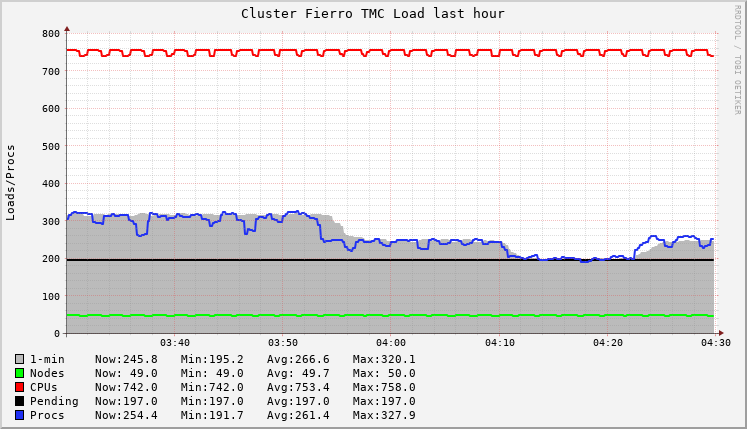 Cluster Fierro TMC Load last hour
RRDTOOL / TOBI OETIKER
Loads/Procs
800
700
600
500
400
300
200
100
0
03:40 03:50 04:00 04:10 04:20 04:30
1-min Now:245.8 Min:195.2 Avg:266.6 Max:320.1
Nodes Now: 49.0 Min: 49.0 Avg: 49.7 Max: 50.0
CPUs Now:742.0 Min:742.0 Avg:753.4 Max:758.0
Pending Now:197.0 Min:197.0 Avg:197.0 Max:197.0
Procs Now:254.4 Min:191.7 Avg:261.4 Max:327.9